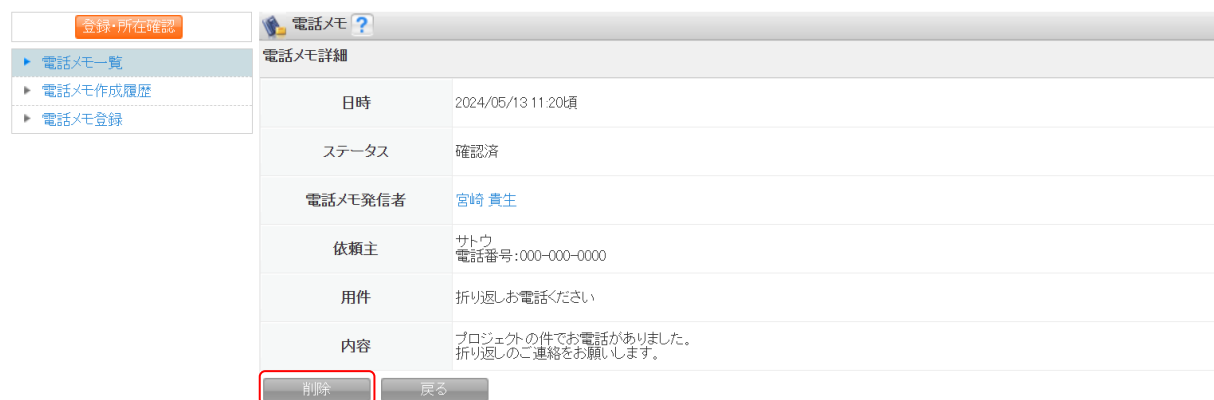 登録・所在確認
電話メモ一覧
電話メモ作成履歴
電話メモ登録
電話メモ ?
電話メモ詳細
日時 2024/05/13 11:20頃
ステータス 確認済
電話メモ発信者 宮崎 貴生
依頼主 サトウ
電話番号:000-000-0000
用件 折り返しお電話ください
内容 プロジェクトの件でお電話がありました。
折り返しのご連絡をお願いします。
削除 戻る